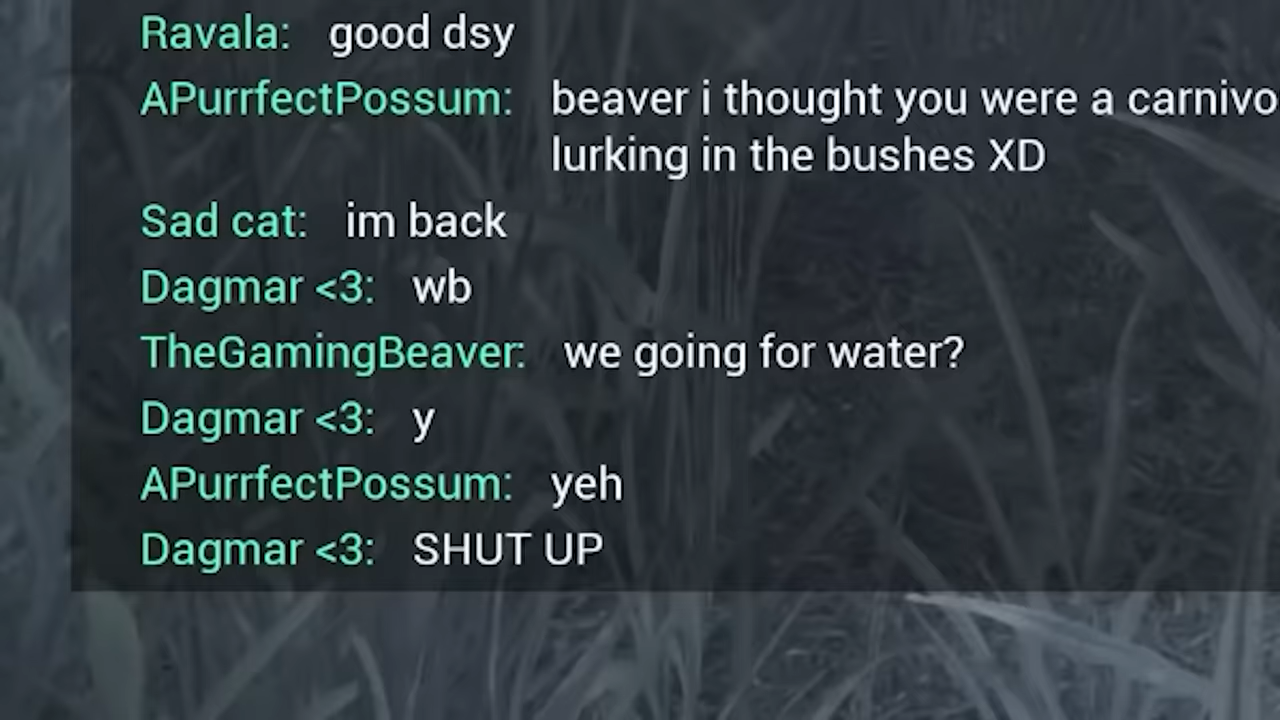 Ravala: good dsy
APurrfectPossum: beaver i thought you were a
lurking in the bushes XD
Sad cat: im back
Dagmar <3: wb
TheGamingBeaver: we going for water?
Dagmar <3: y
APurrfectPossum: yeh
Dagmar <3: SHUT UP